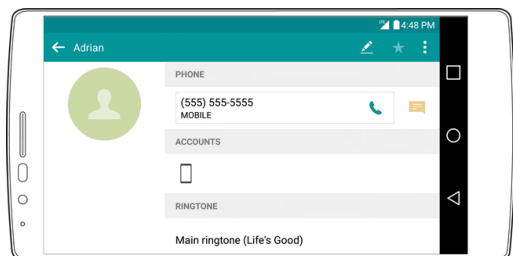 4:48 PM
Adrian
PHONE
(555) 555-5555
MOBILE
ACCOUNTS
RINGTONE
Main ringtone (Life's Good)